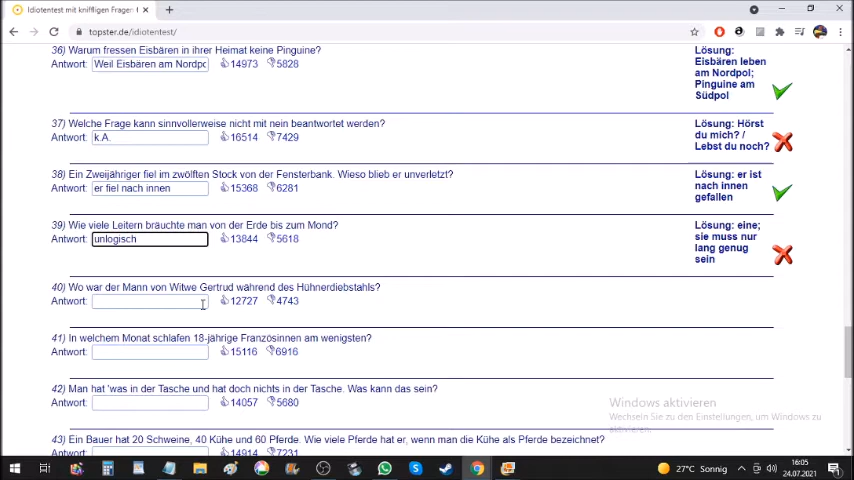 Idiotentest mit kniffligen Fragen
topster.de/idiotentest/
36) Warum fressen Eisbären in ihrer Heimat keine Pinguine?
Antwort: Weil Eisbären am Nordpo 14973 5828
Lösung:
Eisbären leben
am Nordpol;
Pinguine am
Südpol
37) Welche Frage kann sinnvollerweise nicht mit nein beantwortet werden?
Antwort: k.A. 16514 7429
Lösung: Hörst
du mich? /
Lebst du noch?
38) Ein Zweijähriger fiel im zwölften Stock von der Fensterbank. Wieso blieb er unverletzt?
Antwort: er fiel nach innen 15368 6281
Lösung: er ist
nach innen
gefallen
39) Wie viele Leitern bräuchte man von der Erde bis zum Mond?
Antwort: unlogisch 13844 5618
Lösung: eine;
sie muss nur
lang genug
sein
40) Wo war der Mann von Witwe Gertrud während des Hühnerdiebstahls?
Antwort: 12727 4743
41) In welchem Monat schlafen 18-jährige Französinnen am wenigsten?
Antwort: 15116 6916
42) Man hat 'was in der Tasche und hat doch nichts in der Tasche. Was kann das sein?
Antwort: 14057 5680
43) Ein Bauer hat 20 Schweine, 40 Kühe und 60 Pferde. Wie viele Pferde hat er, wenn man die Kühe als Pferde bezeichnet?
Antwort: 14914 7231
Windows aktivieren
Wechseln Sie zu den Einstellungen, um Windows zu
aktivieren.
27°C Sonnig
16:05
24.07.2021